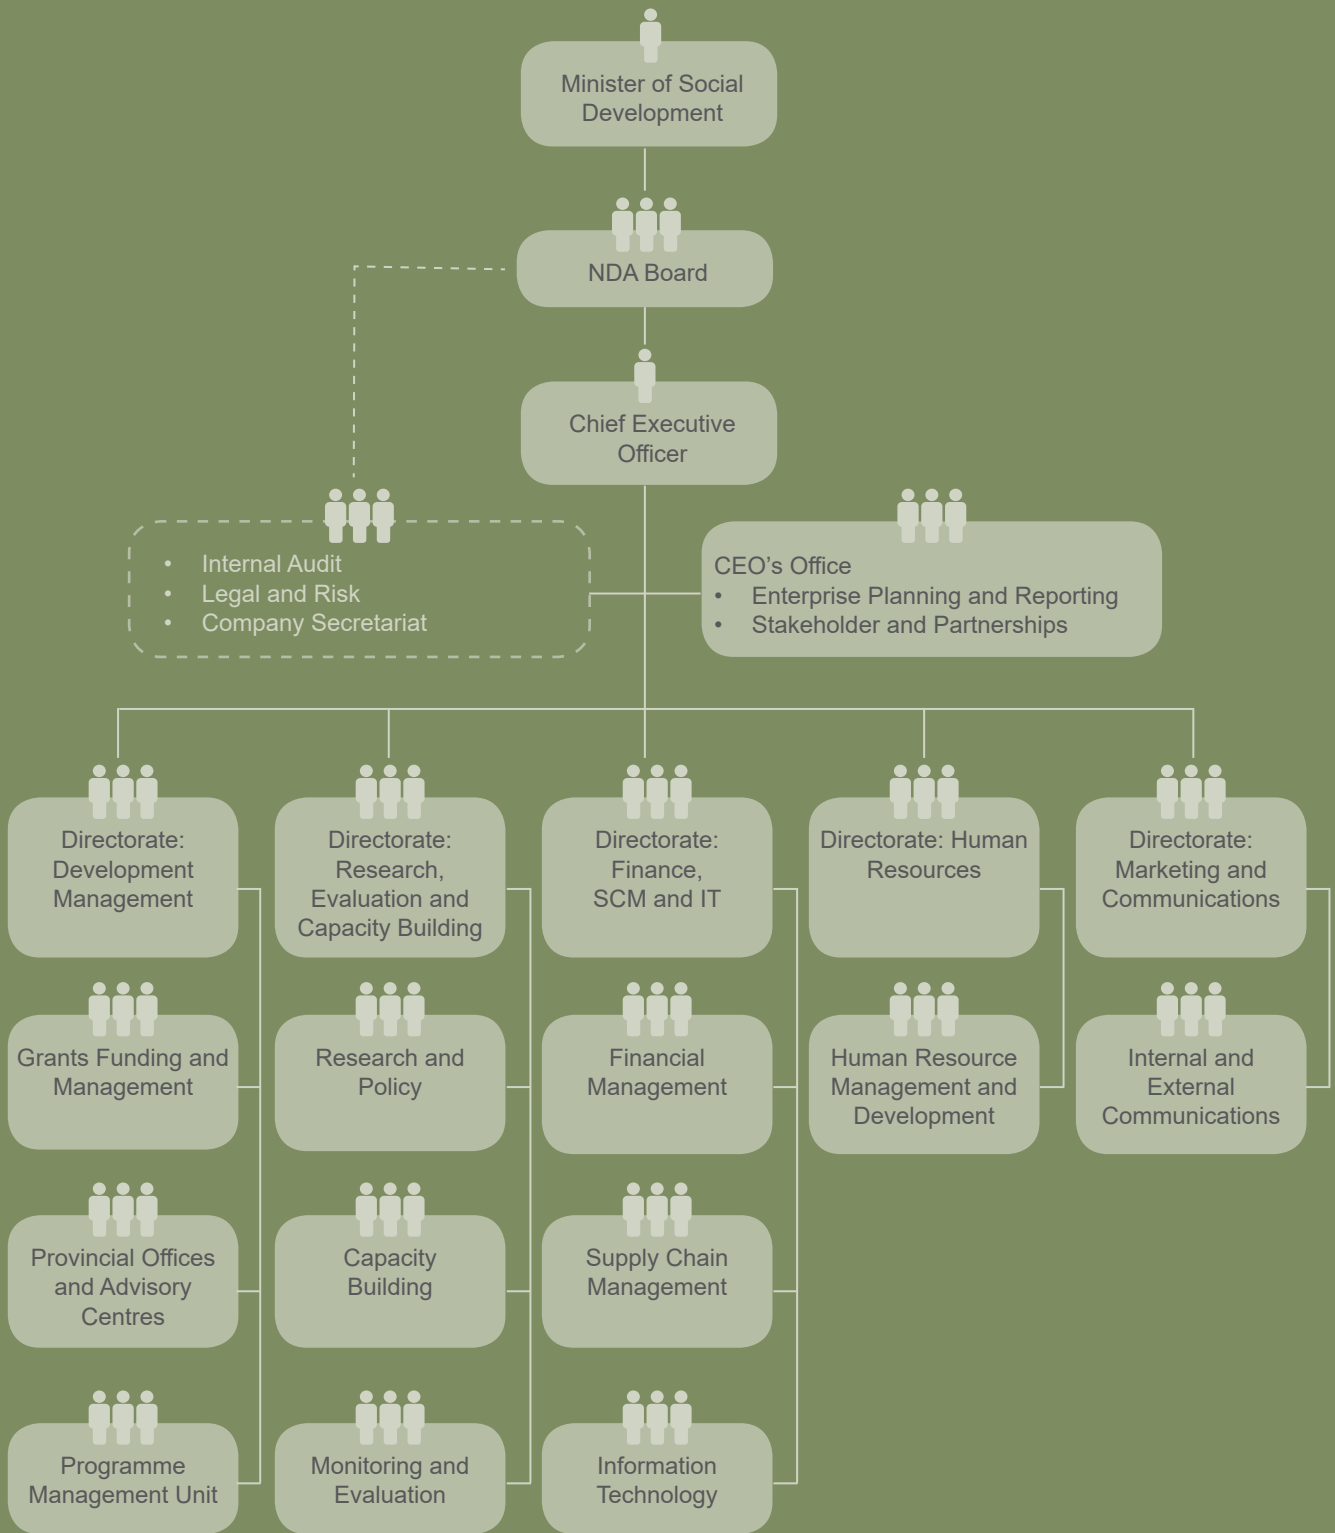 Minister of Social
Development
NDA Board
Chief Executive
Officer
• Internal Audit
• Legal and Risk
• Company Secretariat
CEO’s Office
• Enterprise Planning and Reporting
• Stakeholder and Partnerships
Directorate:
Development
Management
Directorate:
Research,
Evaluation and
Capacity Building
Directorate:
Finance,
SCM and IT
Directorate: Human
Resources
Directorate:
Marketing and
Communications
Grants Funding and
Management
Research and
Policy
Financial
Management
Human Resource
Management and
Development
Internal and
External
Communications
Provincial Offices
and Advisory
Centres
Capacity
Building
Supply Chain
Management
Programme
Management Unit
Monitoring and
Evaluation
Information
Technology